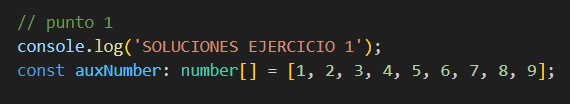 // punto 1
console.log('SOLUCIONES EJERCICIO 1');
const auxNumber: number[] = [1, 2, 3, 4, 5, 6, 7, 8, 9];